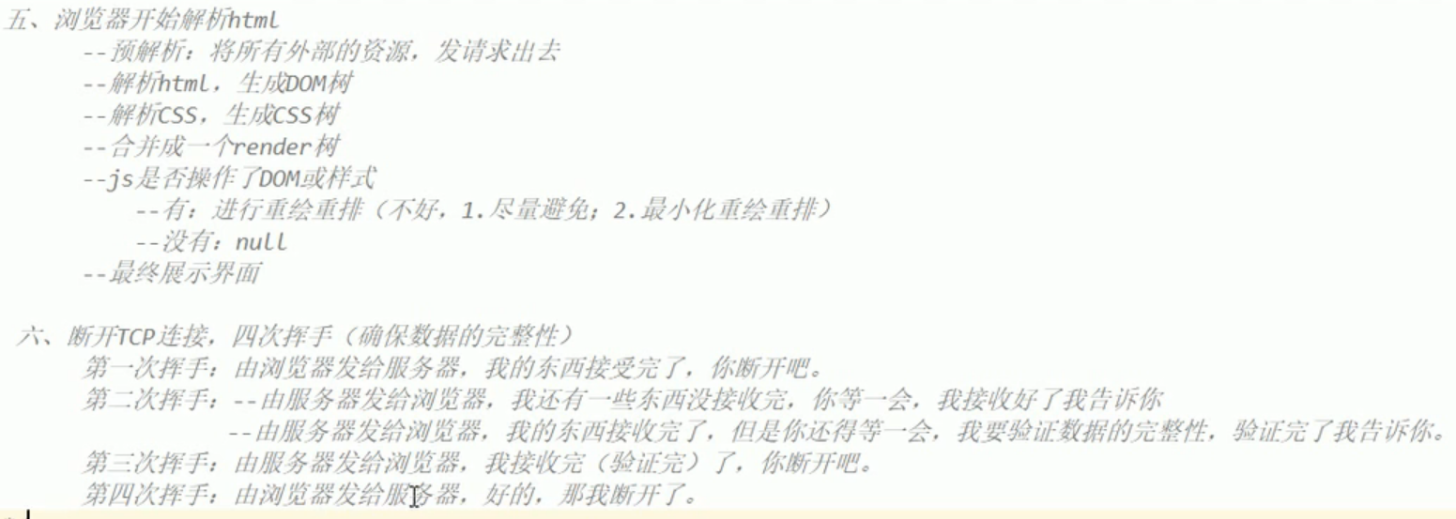 五、浏览器开始解析html
--预解析：将所有外部的资源，发请求出去
--解析html，生成DOM树
--解析CSS，生成CSS树
--合并成一个render树
--js是否操作了DOM或样式
--有：进行重绘重排（不好，1.尽量避免；2.最小化重绘重排）
--没有：null
--最终展示界面
六、断开TCP连接，四次挥手（确保数据的完整性）
第一次挥手：由浏览器发给服务器，我的东西接受完了，你断开吧。
第二次挥手：--由服务器发给浏览器，我还有一些东西没接收完，你等一会，我接收好了我告诉你
--由服务器发给浏览器，我的东西接收完了，但是你还得等一会，我要验证数据的完整性，验证完了我告诉你。
第三次挥手：由服务器发给浏览器，我接收完（验证完）了，你断开吧。
第四次挥手：由浏览器发给服务器，好的，那我断开了。